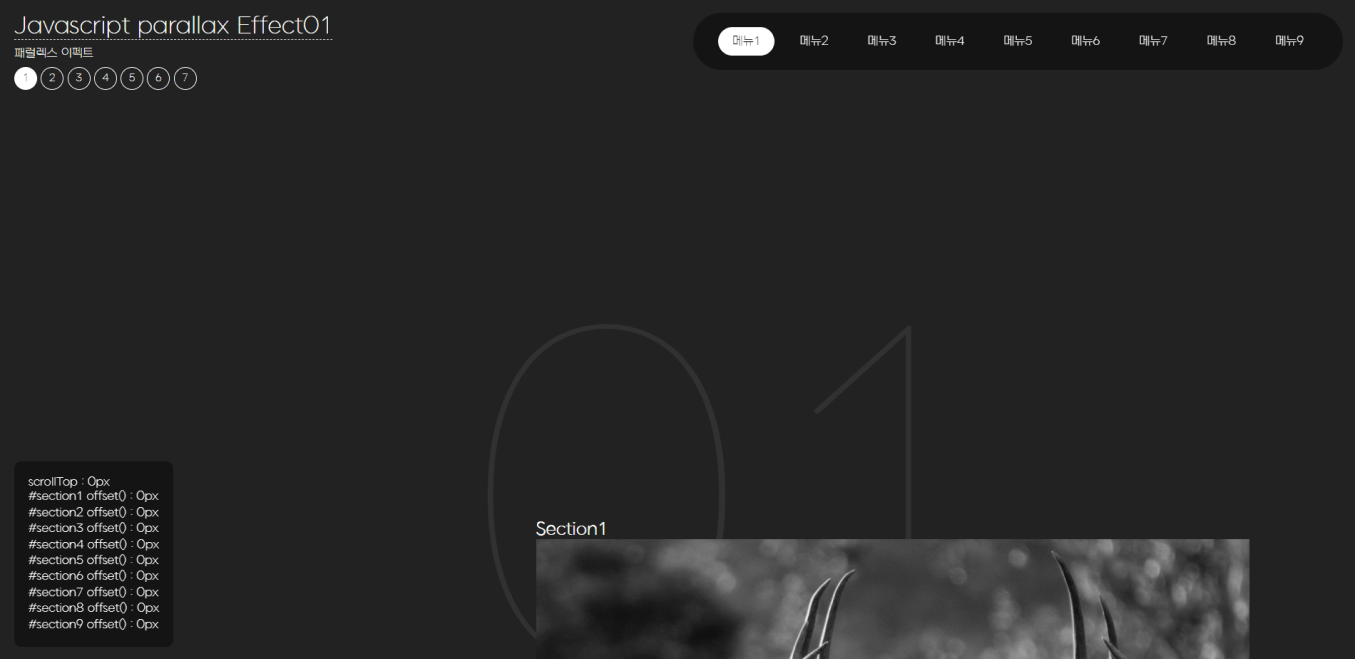 Javascript parallax Effect01
패럴렉스 이펙트
1 2 3 4 5 6 7
메뉴1 메뉴2 메뉴3 메뉴4 메뉴5 메뉴6 메뉴7 메뉴8 메뉴9
01
Section1
scrollTop : 0px
#section1 offset() : 0px
#section2 offset() : 0px
#section3 offset() : 0px
#section4 offset() : 0px
#section5 offset() : 0px
#section6 offset() : 0px
#section7 offset() : 0px
#section8 offset() : 0px
#section9 offset() : 0px